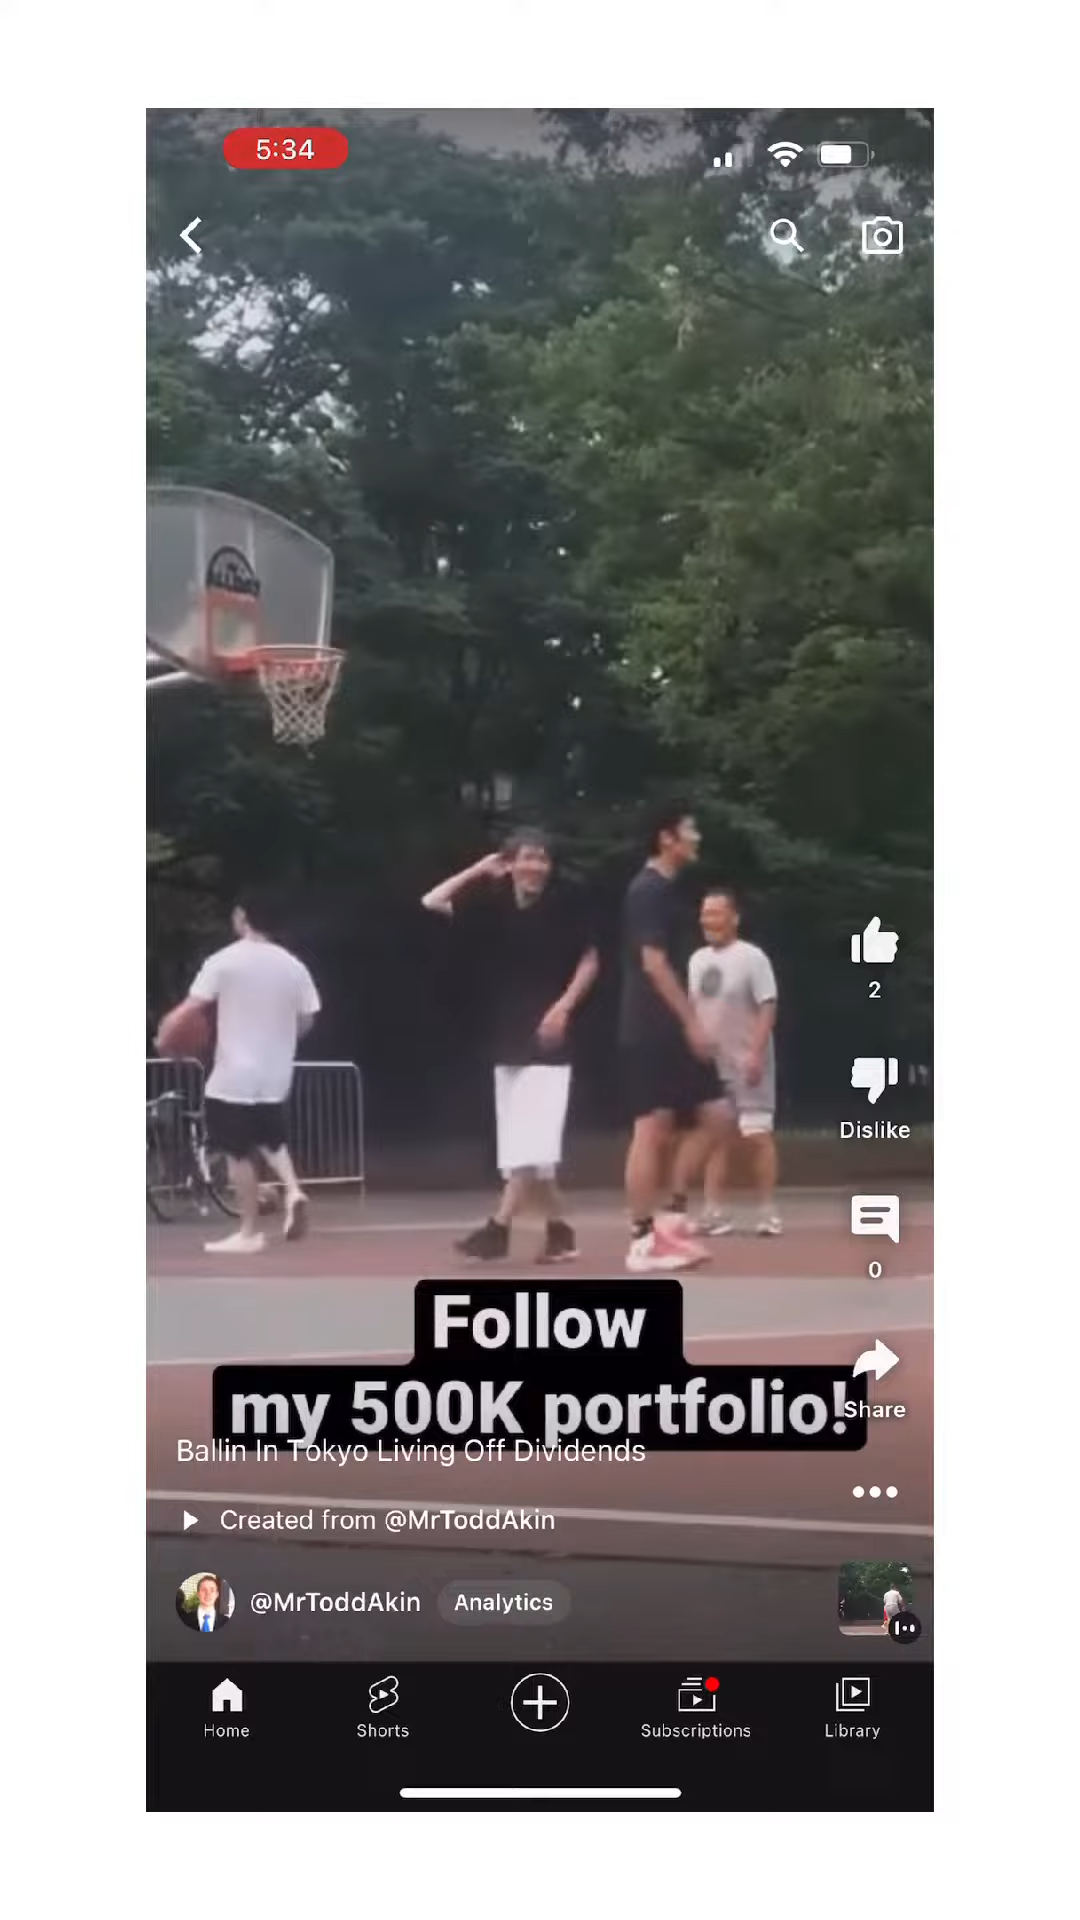 5:34
2
Dislike
0
Follow
my 500K portfolio!
Share
Ballin In Tokyo Living Off Dividends
Created from @MrToddAkin
@MrToddAkin
Analytics
Home
Shorts
Subscriptions
Library